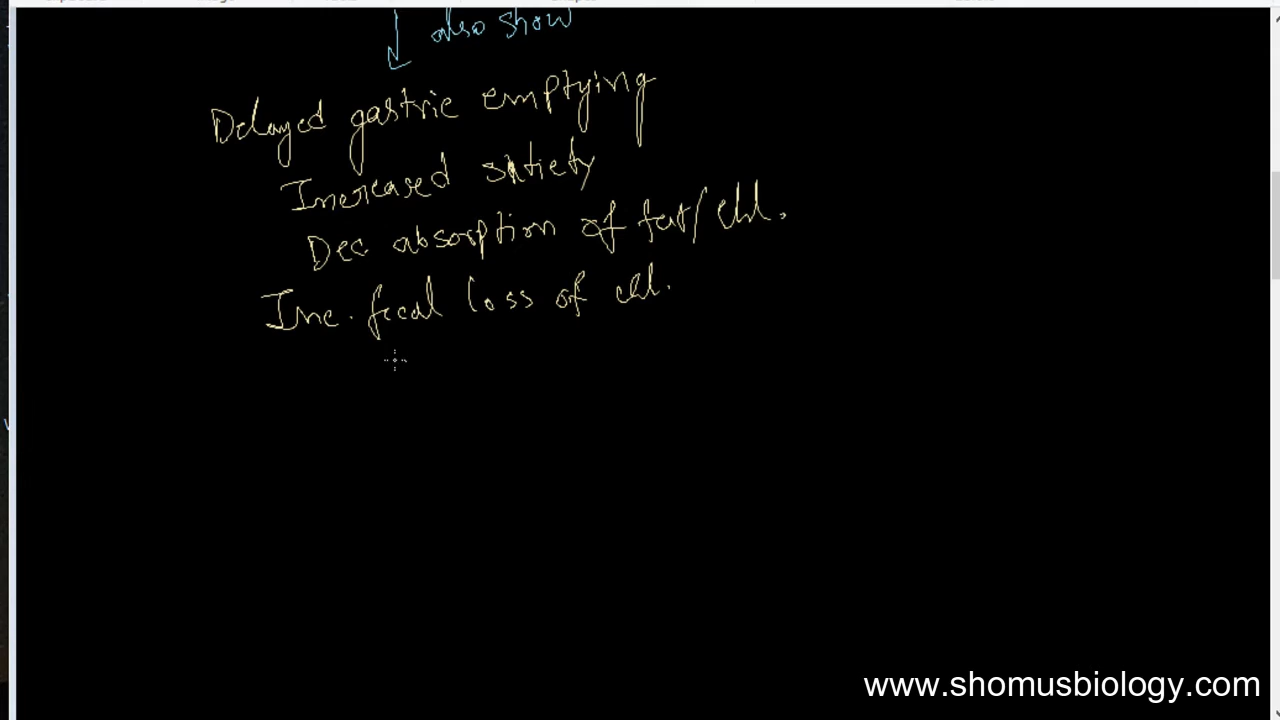 also show
Delayed gastric emptying
Increased satiety
Dec absorption of fat/chl.
Inc. fecal loss of chl.
www.shomusbiology.com